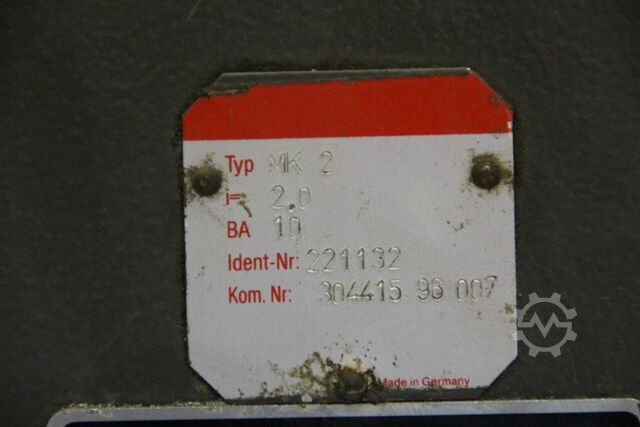 Typ MK 2
i= 2.0
BA 10
Ident-Nr: 221132
Kom. Nr: 304415 96 007
Made in Germany